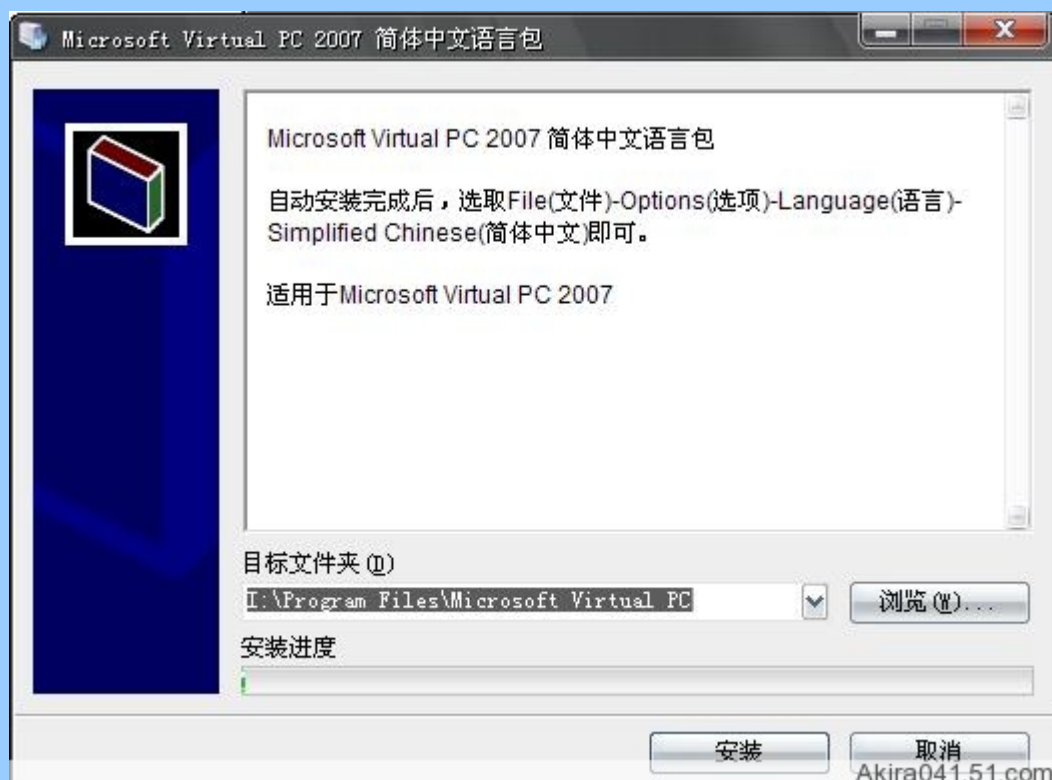 Microsoft Virtual PC 2007 简体中文语言包
Microsoft Virtual PC 2007 简体中文语言包
自动安装完成后，选取File(文件)-Options(选项)-Language(语言)-
Simplified Chinese(简体中文)即可。
适用于Microsoft Virtual PC 2007
目标文件夹(D)
I:\Program Files\Microsoft Virtual PC
浏览(W)...
安装进度
安装
取消
Akira041.51.com